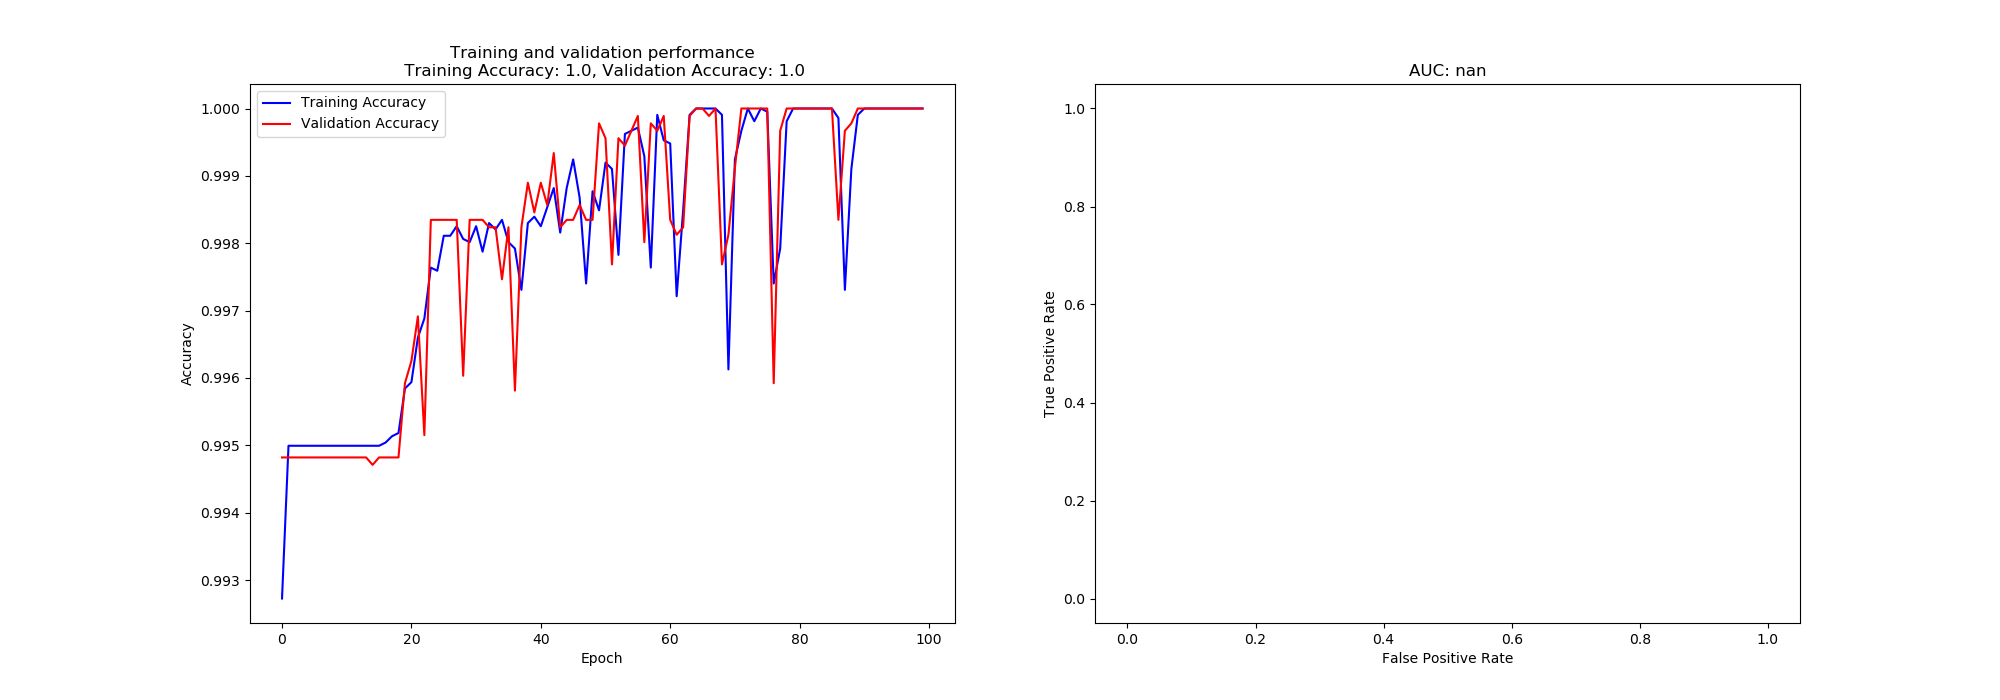 Training and validation performance
Training Accuracy: 1.0, Validation Accuracy: 1.0
Training Accuracy
Validation Accuracy
1.000
0.999
0.998
0.997
0.996
0.995
0.994
0.993
Accuracy
0 20 40 60 80 100
Epoch
AUC: nan
1.0
0.8
0.6
0.4
0.2
0.0
True Positive Rate
0.0 0.2 0.4 0.6 0.8 1.0
False Positive Rate